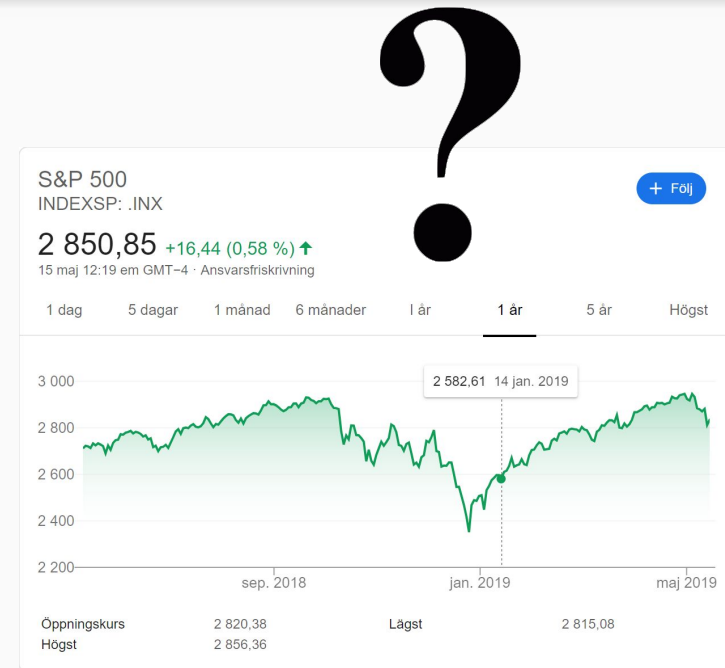 ?
S&P 500
INDEXSP: .INX
+ Följ
2 850,85 +16,44 (0,58 %)↑
15 maj 12:19 em GMT−4 · Ansvarsfriskrivning
1 dag 5 dagar 1 månad 6 månader I år 1 år 5 år Högst
2 582,61 14 jan. 2019
3 000
2 800
2 600
2 400
2 200
sep. 2018 jan. 2019 maj 2019
Öppningskurs 2 820,38 Lägst 2 815,08
Högst 2 856,36